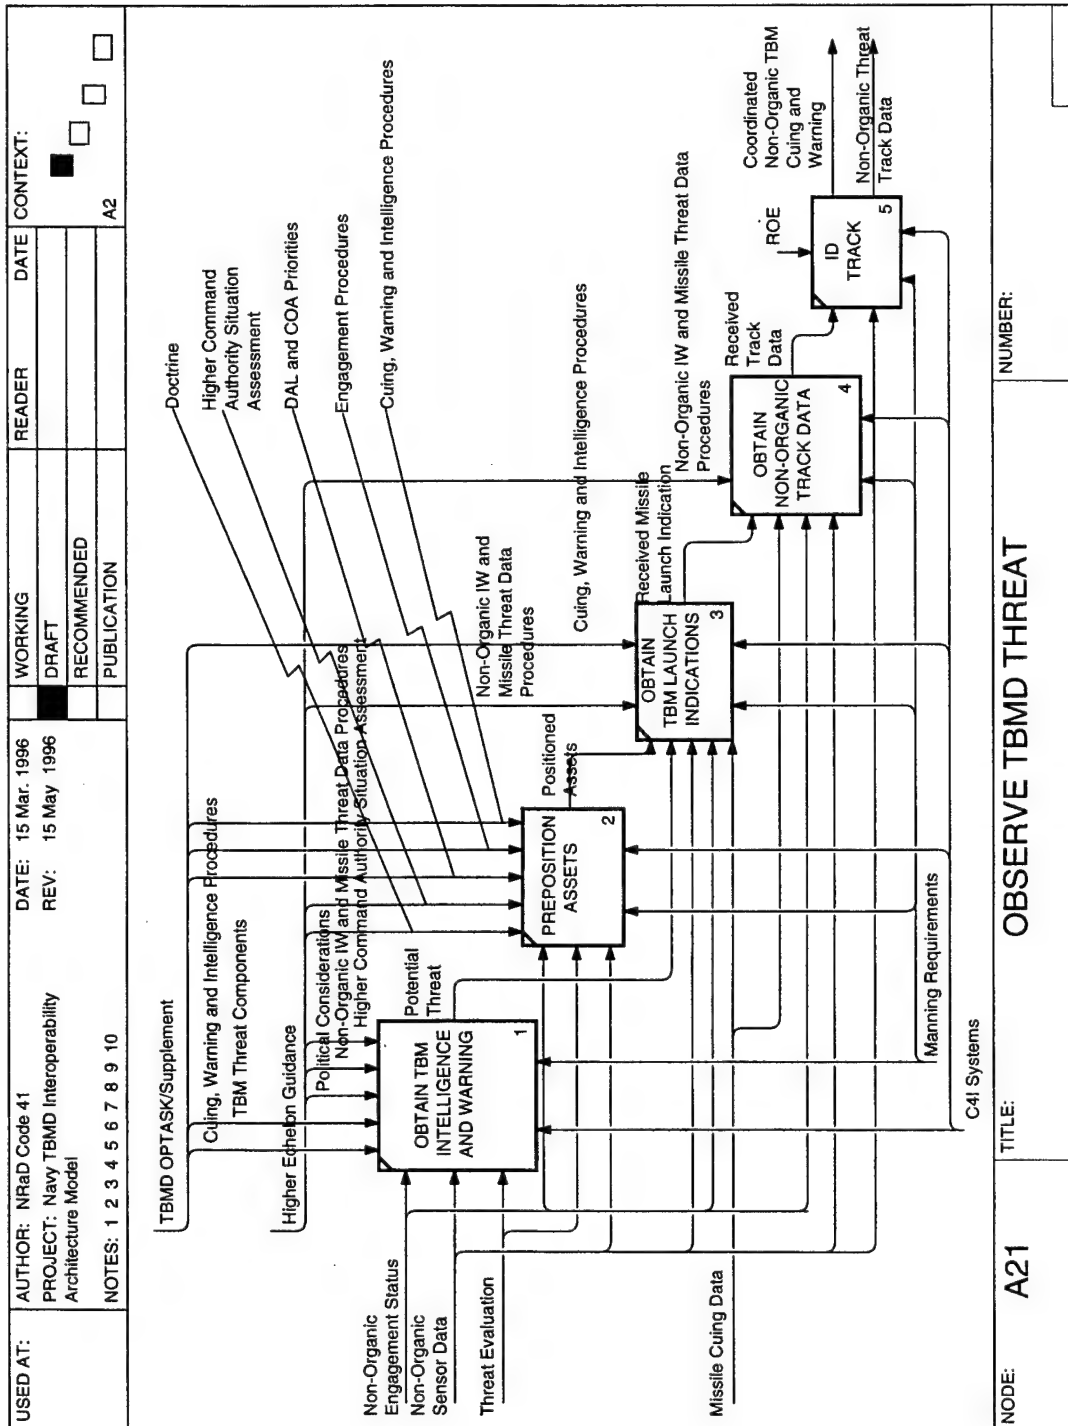 USED AT:
AUTHOR: NRaD Code 41
PROJECT: Navy TBMD Interoperability
Architecture Model
NOTES: 1 2 3 4 5 6 7 8 9 10
DATE: 15 Mar. 1996
REV: 15 May 1996
WORKING
DRAFT
RECOMMENDED
PUBLICATION
READER
DATE
CONTEXT:
A2
TBMD OPTASK/Supplement
Cuing, Warning and Intelligence Procedures
TBM Threat Components
Higher Echelon Guidance
Political Considerations
Non-Organic IW and Missile Threat Data Procedures
Higher Command Authority Situation Assessment
Doctrine
Higher Command
Authority Situation
Assessment
DAL and COA Priorities
Engagement Procedures
Cuing, Warning and Intelligence Procedures
Non-Organic
Engagement Status
Non-Organic
Sensor Data
Threat Evaluation
Missile Cuing Data
OBTAIN TBM
INTELLIGENCE
AND WARNING
1
Potential
Threat
PREPOSITION
ASSETS
2
Positioned
Assets
Non-Organic IW and
Missile Threat Data
Procedures
Cuing, Warning and Intelligence Procedures
OBTAIN
TBM LAUNCH
INDICATIONS
3
Received Missile
Launch Indication
Non-Organic IW and Missile Threat Data
Procedures
OBTAIN
NON-ORGANIC
TRACK DATA
4
Received
Track
Data
ROE
ID
TRACK
5
Coordinated
Non-Organic TBM
Cuing and
Warning
Non-Organic Threat
Track Data
Manning Requirements
C4I Systems
NODE:
A21
TITLE:
OBSERVE TBMD THREAT
NUMBER: